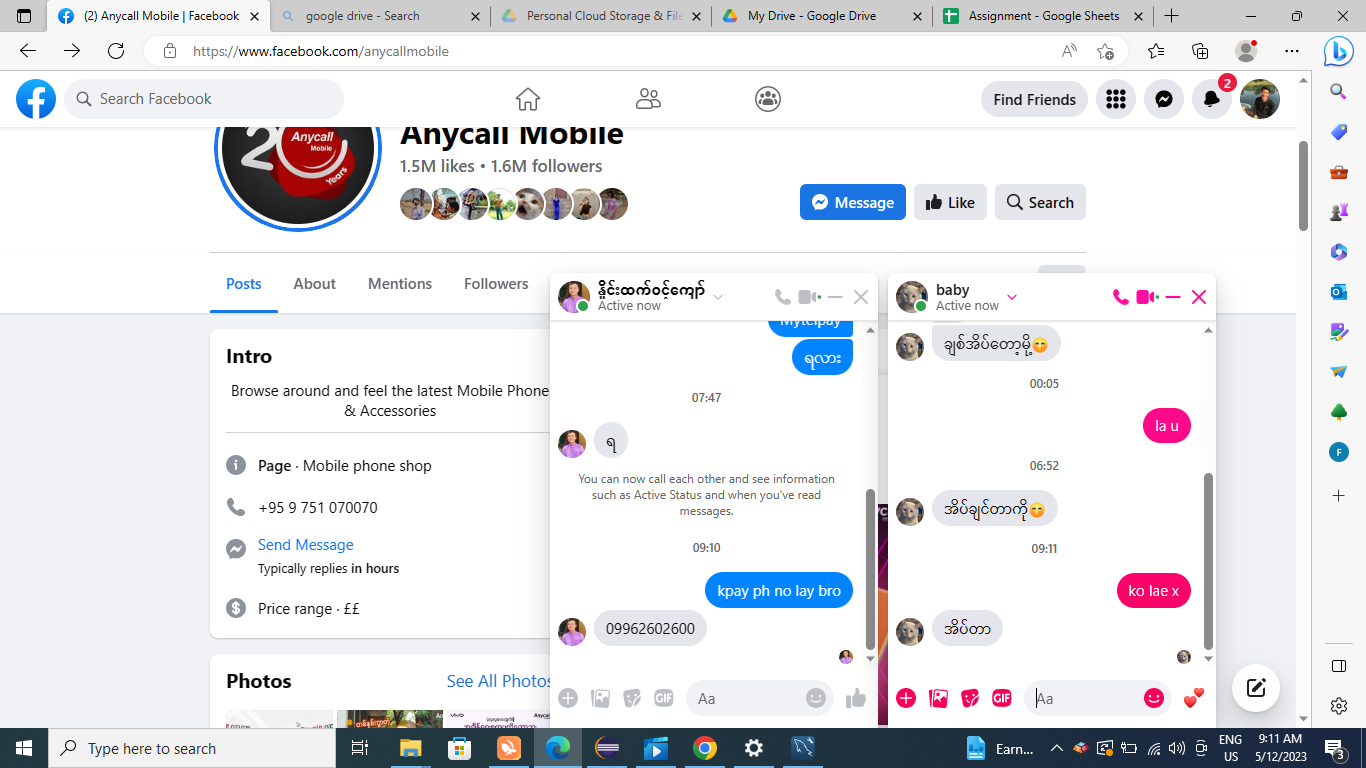 (2) Anycall Mobile | Facebook
google drive - Search
Personal Cloud Storage & File
My Drive - Google Drive
Assignment - Google Sheets
https://www.facebook.com/anycallmobile
Search Facebook
Find Friends
2
Anycall Mobile
20
Anycall
Mobile
Years
1.5M likes • 1.6M followers
Message
Like
Search
Posts
About
Mentions
Followers
Intro
Browse around and feel the latest Mobile Phone
& Accessories
Page · Mobile phone shop
+95 9 751 070070
Send Message
Typically replies in hours
Price range · ££
Photos
See All Photos
vivo
နှိုင်းထက်ဝင့်ကျော်
Active now
Mytelpay
ရလား
07:47
ရ
You can now call each other and see information
such as Active Status and when you've read
messages.
09:10
kpay ph no lay bro
09962602600
GIF
Aa
baby
Active now
ချစ်အိပ်တော့မို့😋
00:05
la u
06:52
အိပ်ချင်တာကို😋
09:11
ko lae x
အိပ်တာ
GIF
Aa
F
Type here to search
Earn...
ENG
US
9:11 AM
5/12/2023
3